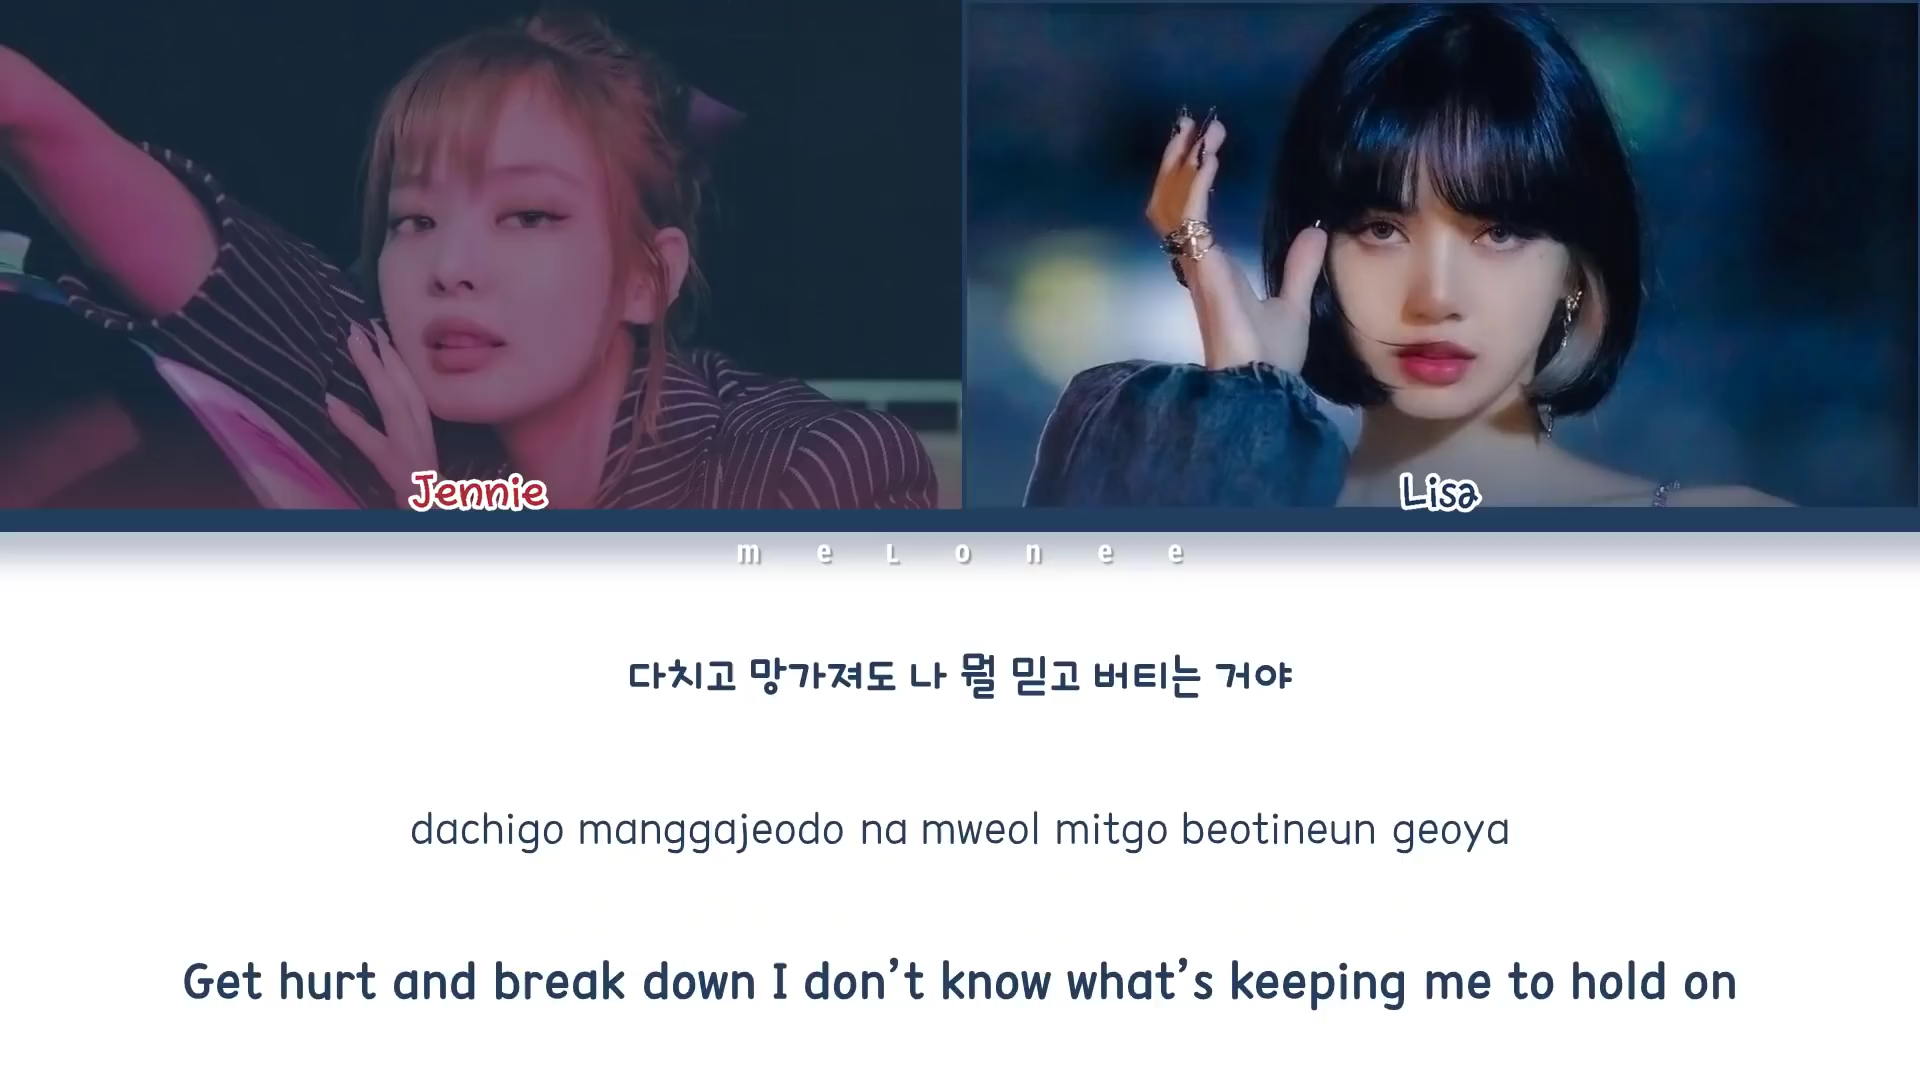 Jennie
Lisa
meLonee
다치고 망가져도 나 뭘 믿고 버티는 거야
dachigo manggajeodo na mweol mitgo beotineun geoya
Get hurt and break down I don’t know what’s keeping me to hold on